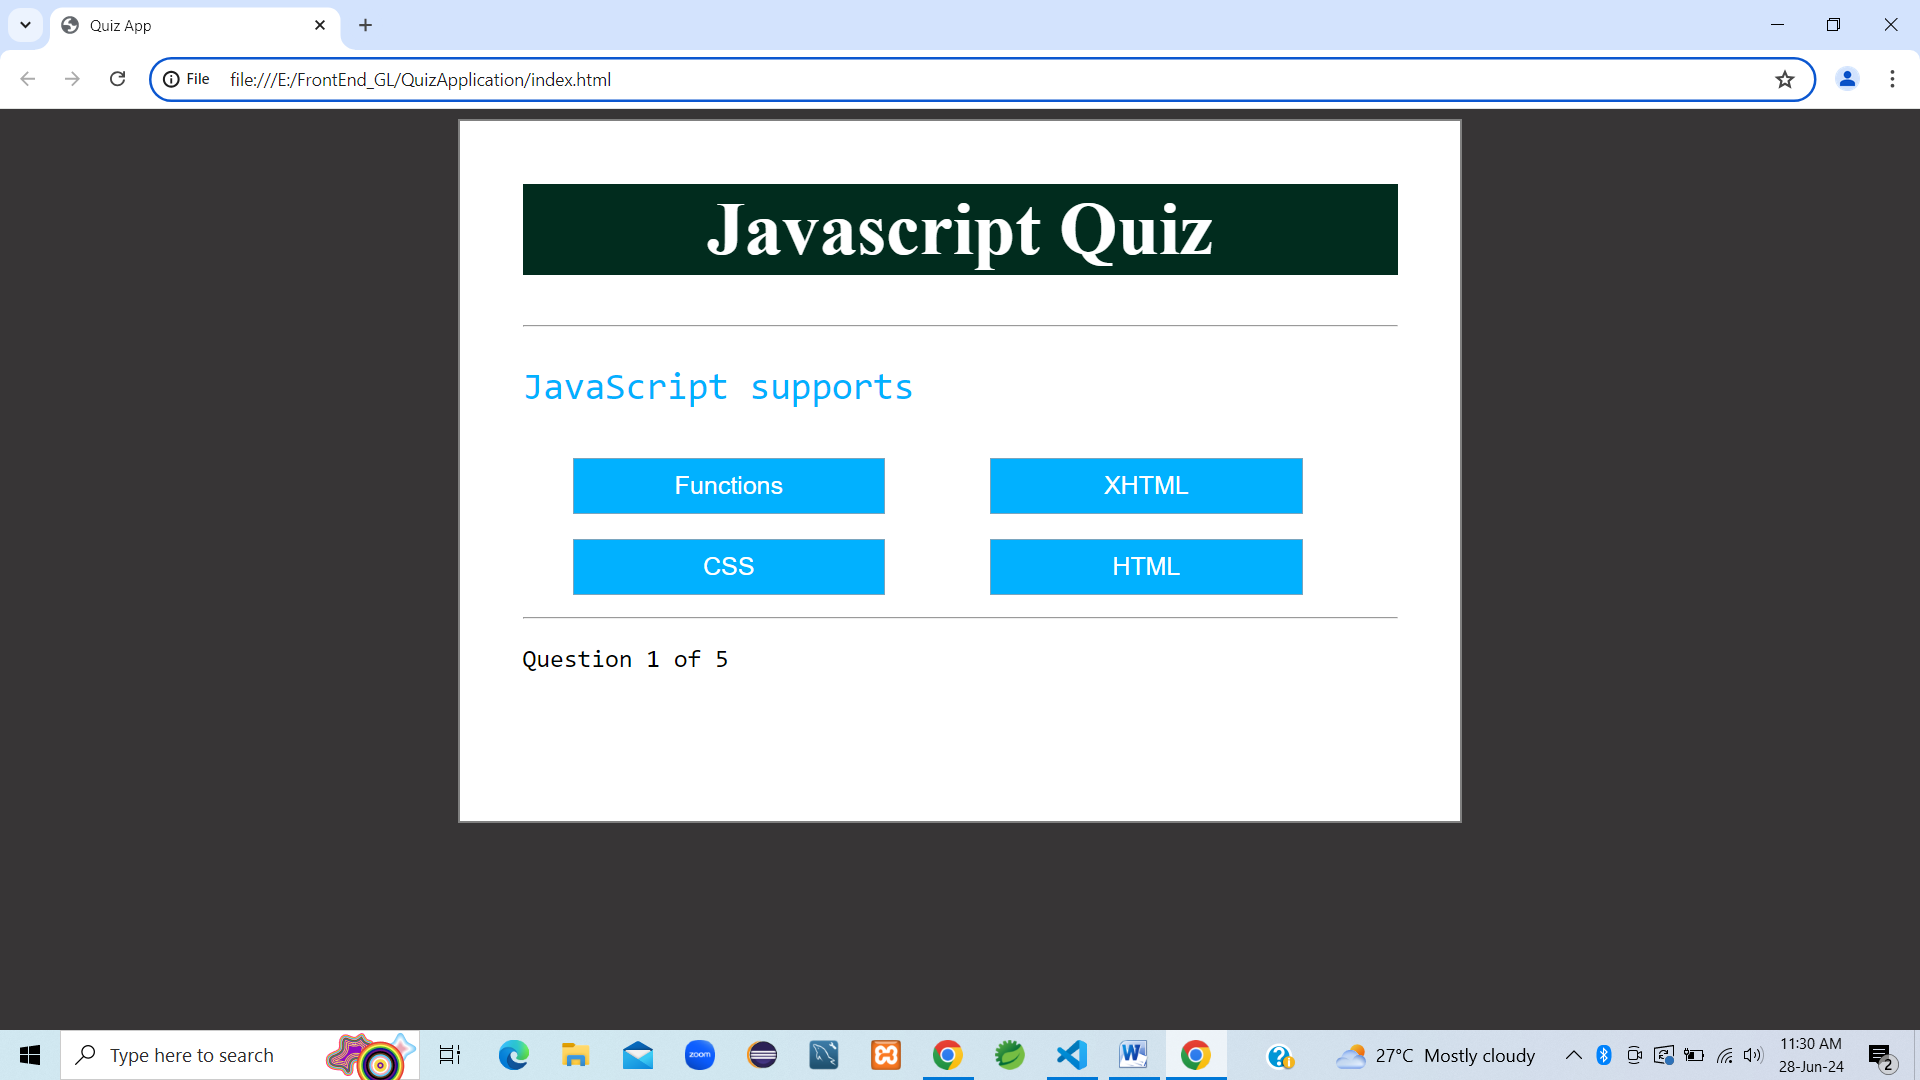 Quiz App
File file:///E:/FrontEnd_GL/QuizApplication/index.html
Javascript Quiz
JavaScript supports
Functions XHTML
CSS HTML
Question 1 of 5
Type here to search
zoom
27°C Mostly cloudy
11:30 AM
28-Jun-24
2